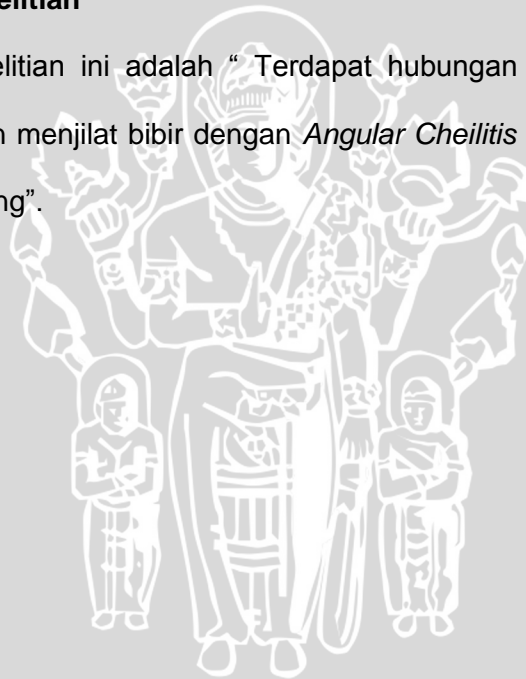 elitian
elitian ini adalah “ Terdapat hubungan
n menjilat bibir dengan Angular Cheilitis
ng”.